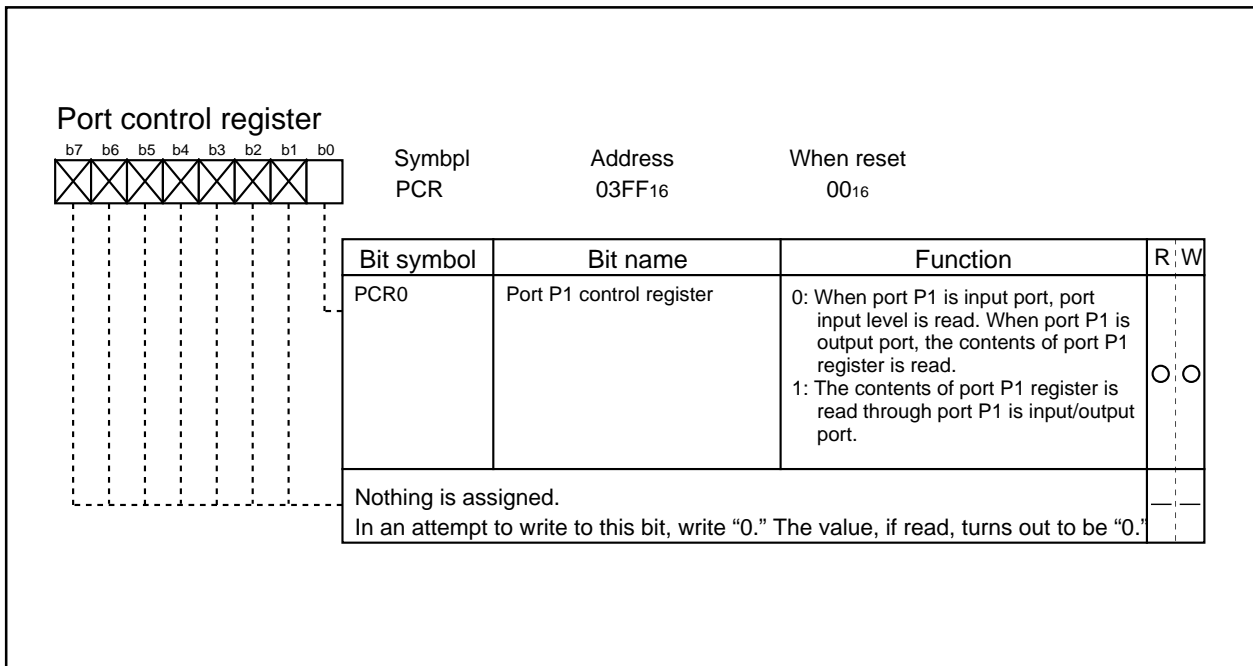 Port control register
b7 b6 b5 b4 b3 b2 b1 b0
Symbpl Address When reset
PCR 03FF16 0016
Bit symbol Bit name Function R W
PCR0 Port P1 control register 0: When port P1 is input port, port
input level is read. When port P1 is
output port, the contents of port P1
register is read.
1: The contents of port P1 register is
read through port P1 is input/output
port.
Nothing is assigned.
In an attempt to write to this bit, write “0.” The value, if read, turns out to be “0.”